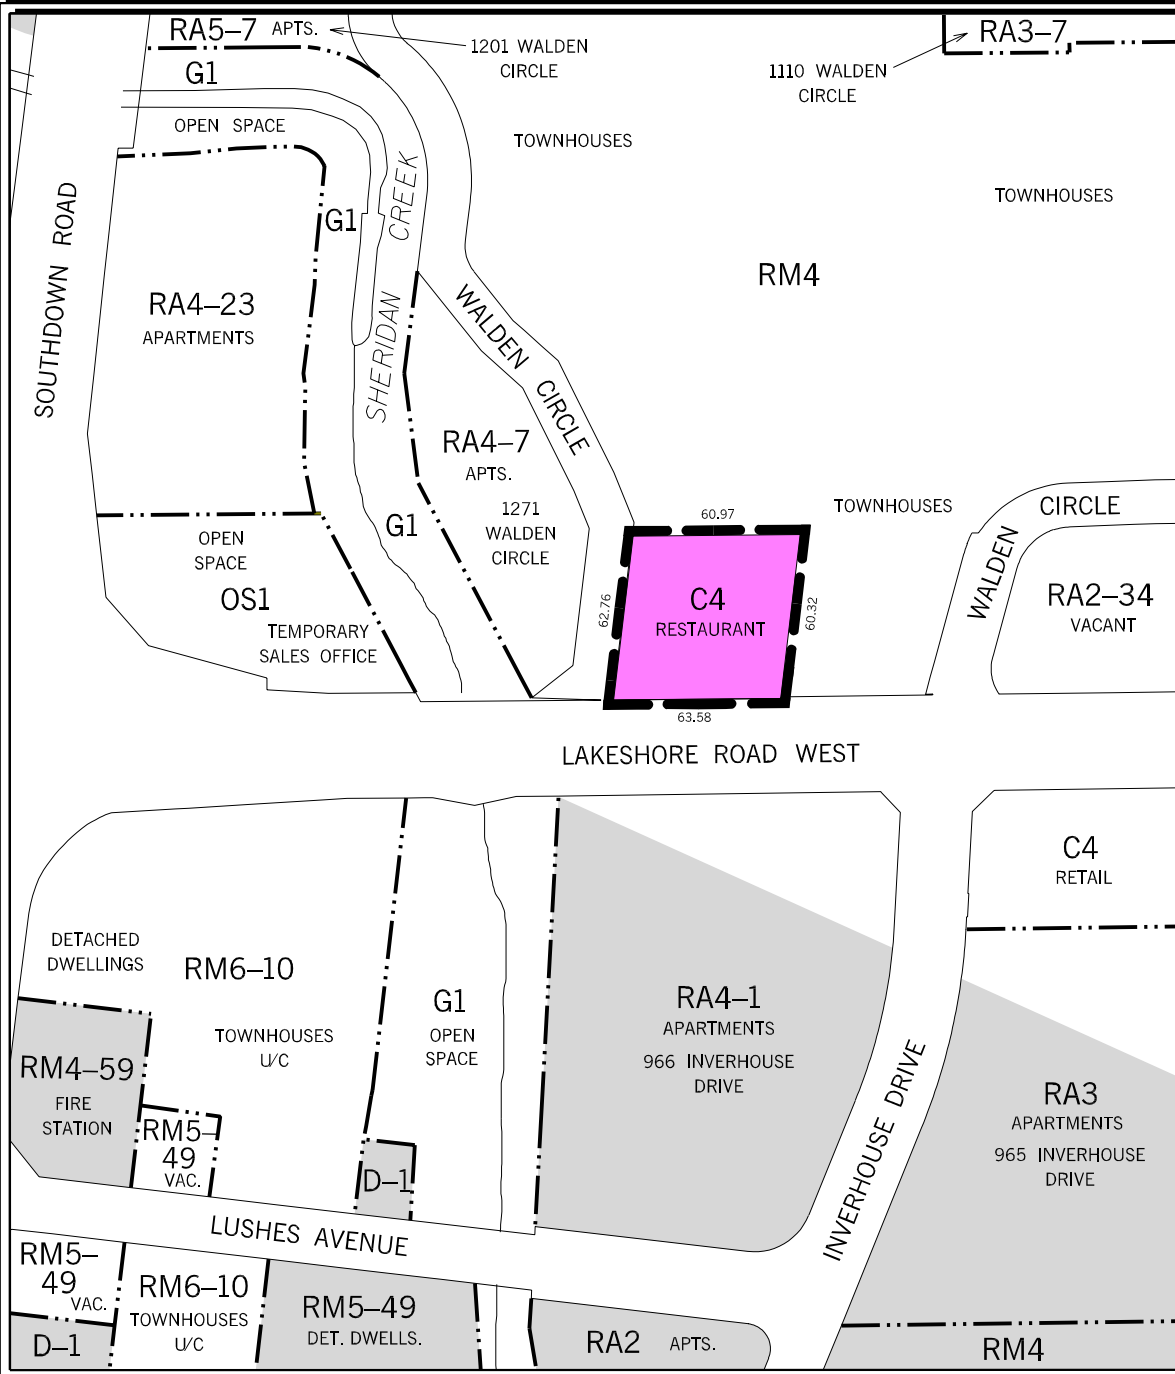 RA5–7 APTS.
1201 WALDEN
CIRCLE
G1
RA3–7
1110 WALDEN
CIRCLE
OPEN SPACE
TOWNHOUSES
TOWNHOUSES
SOUTHDOWN ROAD
G1
SHERIDAN CREEK
RM4
RA4–23
APARTMENTS
WALDEN CIRCLE
RA4–7
APTS.
1271
WALDEN
CIRCLE
G1
TOWNHOUSES
WALDEN CIRCLE
OPEN
SPACE
OS1
TEMPORARY
SALES OFFICE
60.97
62.76
C4
RESTAURANT
60.32
63.58
RA2–34
VACANT
LAKESHORE ROAD WEST
C4
RETAIL
DETACHED
DWELLINGS
RM6–10
TOWNHOUSES
U/C
G1
OPEN
SPACE
RA4–1
APARTMENTS
966 INVERHOUSE
DRIVE
RM4–59
FIRE
STATION
RM5–
49
VAC.
D–1
INVERHOUSE DRIVE
RA3
APARTMENTS
965 INVERHOUSE
DRIVE
LUSHES AVENUE
RM5–
49
VAC.
D–1
RM6–10
TOWNHOUSES
U/C
RM5–49
DET. DWELLS.
RA2 APTS.
RM4